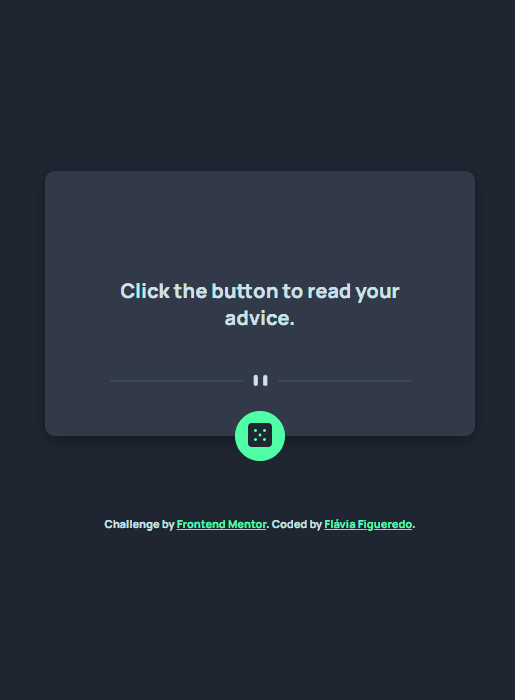 Click the button to read your
advice.
Challenge by Frontend Mentor. Coded by Flávia Figueredo.